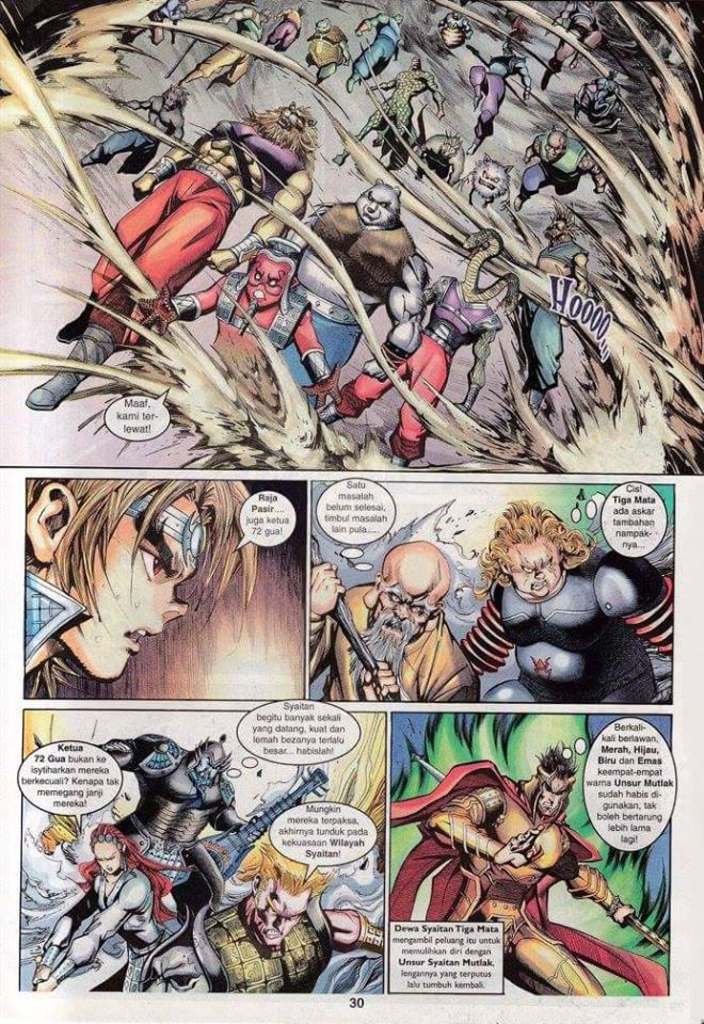 HOOOO...
Maaf,
kami ter-
lewat!
Raja
Pasir....
juga ketua
72 gua!
Satu
masalah
belum selesai,
timbul masalah
lain pula.....
Cis!
Tiga Mata
ada askar
tambahan
nampak-
nya...
Ketua
72 Gua bukan ke
isytiharkan mereka
berkecuali? Kenapa tak
memegang janji
mereka!
Syaitan
begitu banyak sekali
yang datang, kuat dan
lemah bezanya terlalu
besar... habislah!
Mungkin
mereka terpaksa,
akhirnya tunduk pada
kekuasaan Wilayah
Syaitan!
Berkali-
kali berlawan,
Merah, Hijau,
Biru dan Emas
keempat-empat
warna Unsur Mutlak
sudah habis di-
gunakan, tak
boleh bertarung
lebih lama
lagi!
Dewa Syaitan Tiga Mata
mengambil peluang itu untuk
memulihkan diri dengan
Unsur Syaitan Mutlak,
lengannya yang terputus
lalu tumbuh kembali.
30